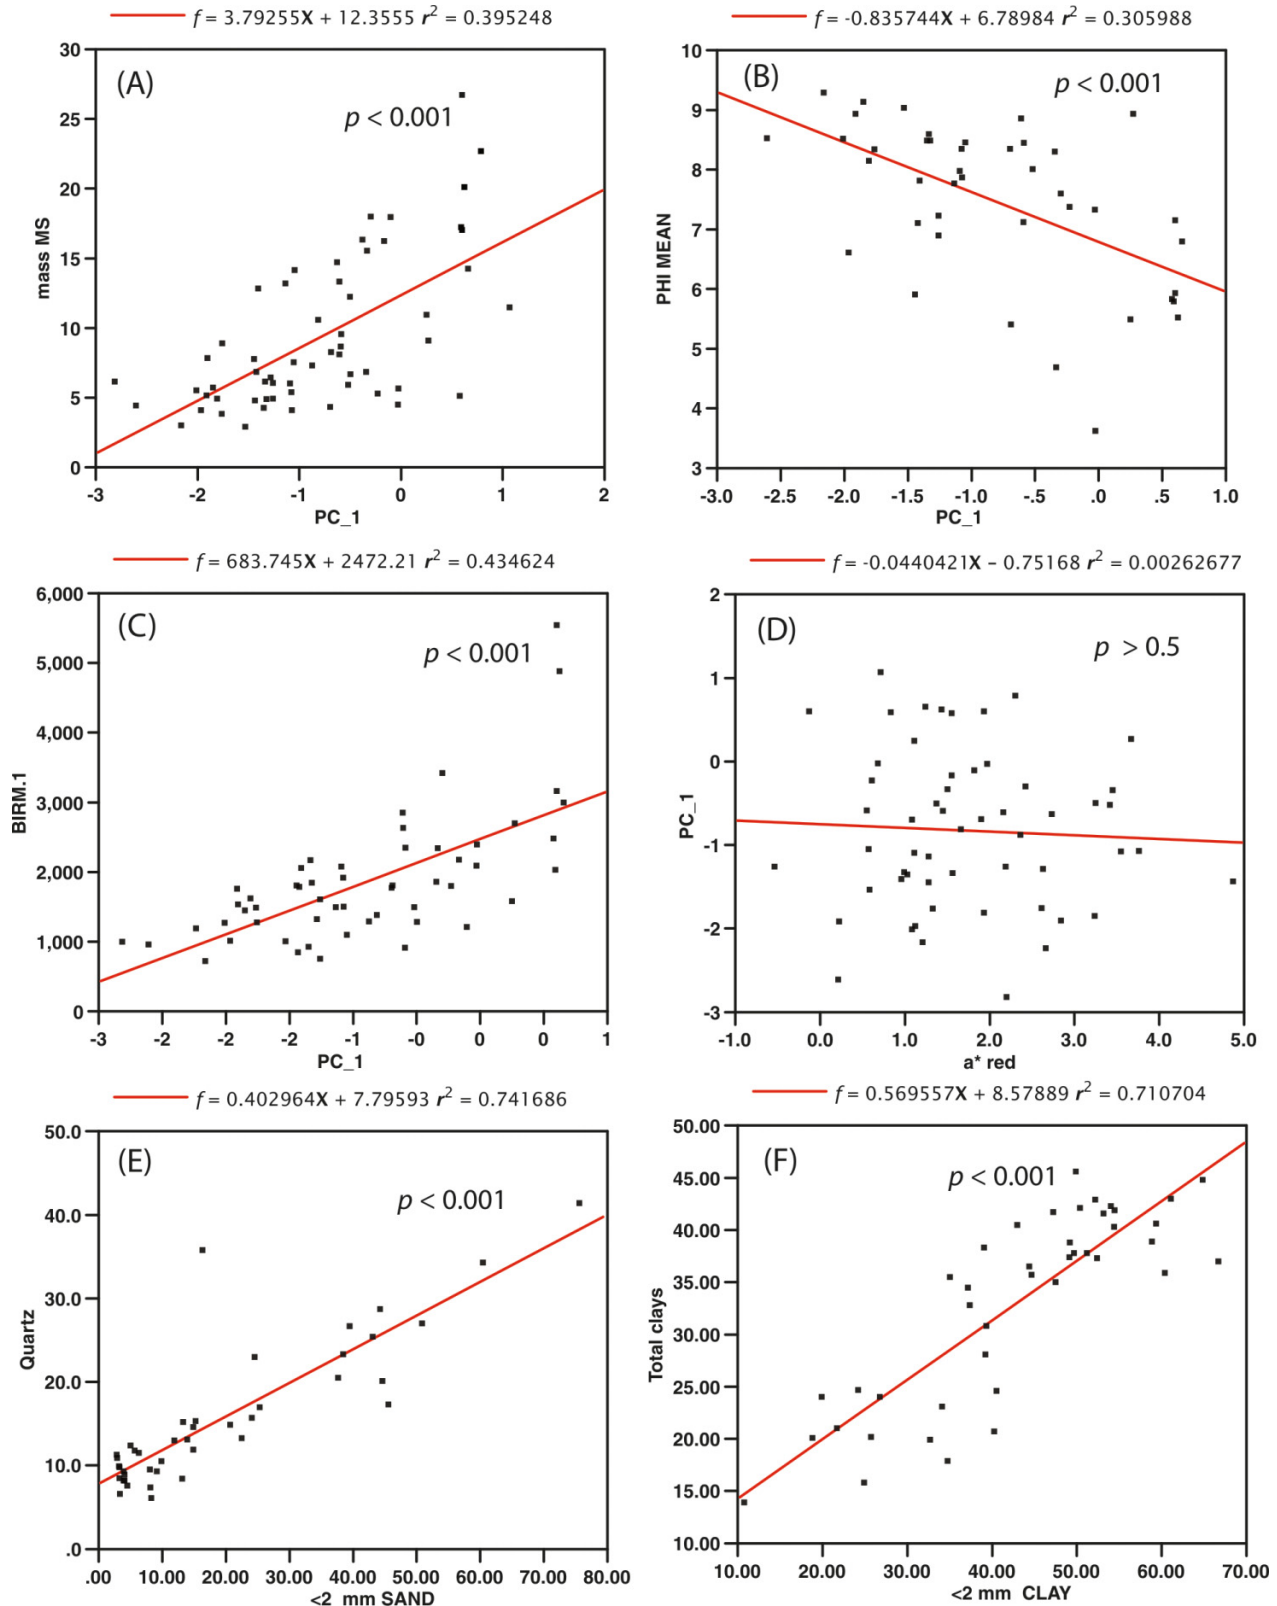 f = 3.79255X + 12.3555 r² = 0.395248
(A)
p < 0.001
mass MS
30
25
20
15
10
5
0
-3 -2 -1 0 1 2
PC_1
f = -0.835744X + 6.78984 r² = 0.305988
(B)
p < 0.001
PHI MEAN
10
9
8
7
6
5
4
3
-3.0 -2.5 -2.0 -1.5 -1.0 -.5 .0 .5 1.0
PC_1
f = 683.745X + 2472.21 r² = 0.434624
(C)
p < 0.001
BIRM.1
6,000
5,000
4,000
3,000
2,000
1,000
0
-3 -2 -2 -2 -1 -0 -0 0 1
PC_1
f = -0.0440421X – 0.75168 r² = 0.00262677
(D)
p > 0.5
PC_1
2
1
0
-1
-2
-3
-1.0 0.0 1.0 2.0 3.0 4.0 5.0
a* red
f = 0.402964X + 7.79593 r² = 0.741686
(E)
p < 0.001
Quartz
50.0
40.0
30.0
20.0
10.0
.0
.00 10.00 20.00 30.00 40.00 50.00 60.00 70.00 80.00
<2 mm SAND
f = 0.569557X + 8.57889 r² = 0.710704
(F)
p < 0.001
Total clays
50.00
45.00
40.00
35.00
30.00
25.00
20.00
15.00
10.00
10.00 20.00 30.00 40.00 50.00 60.00 70.00
<2 mm CLAY